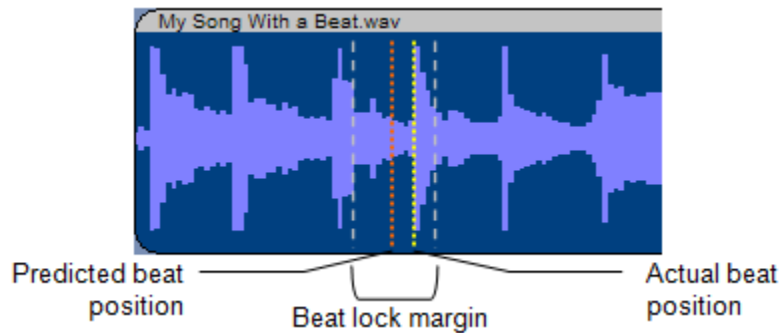 My Song With a Beat.wav
Predicted beat
position
Beat lock margin
Actual beat
position